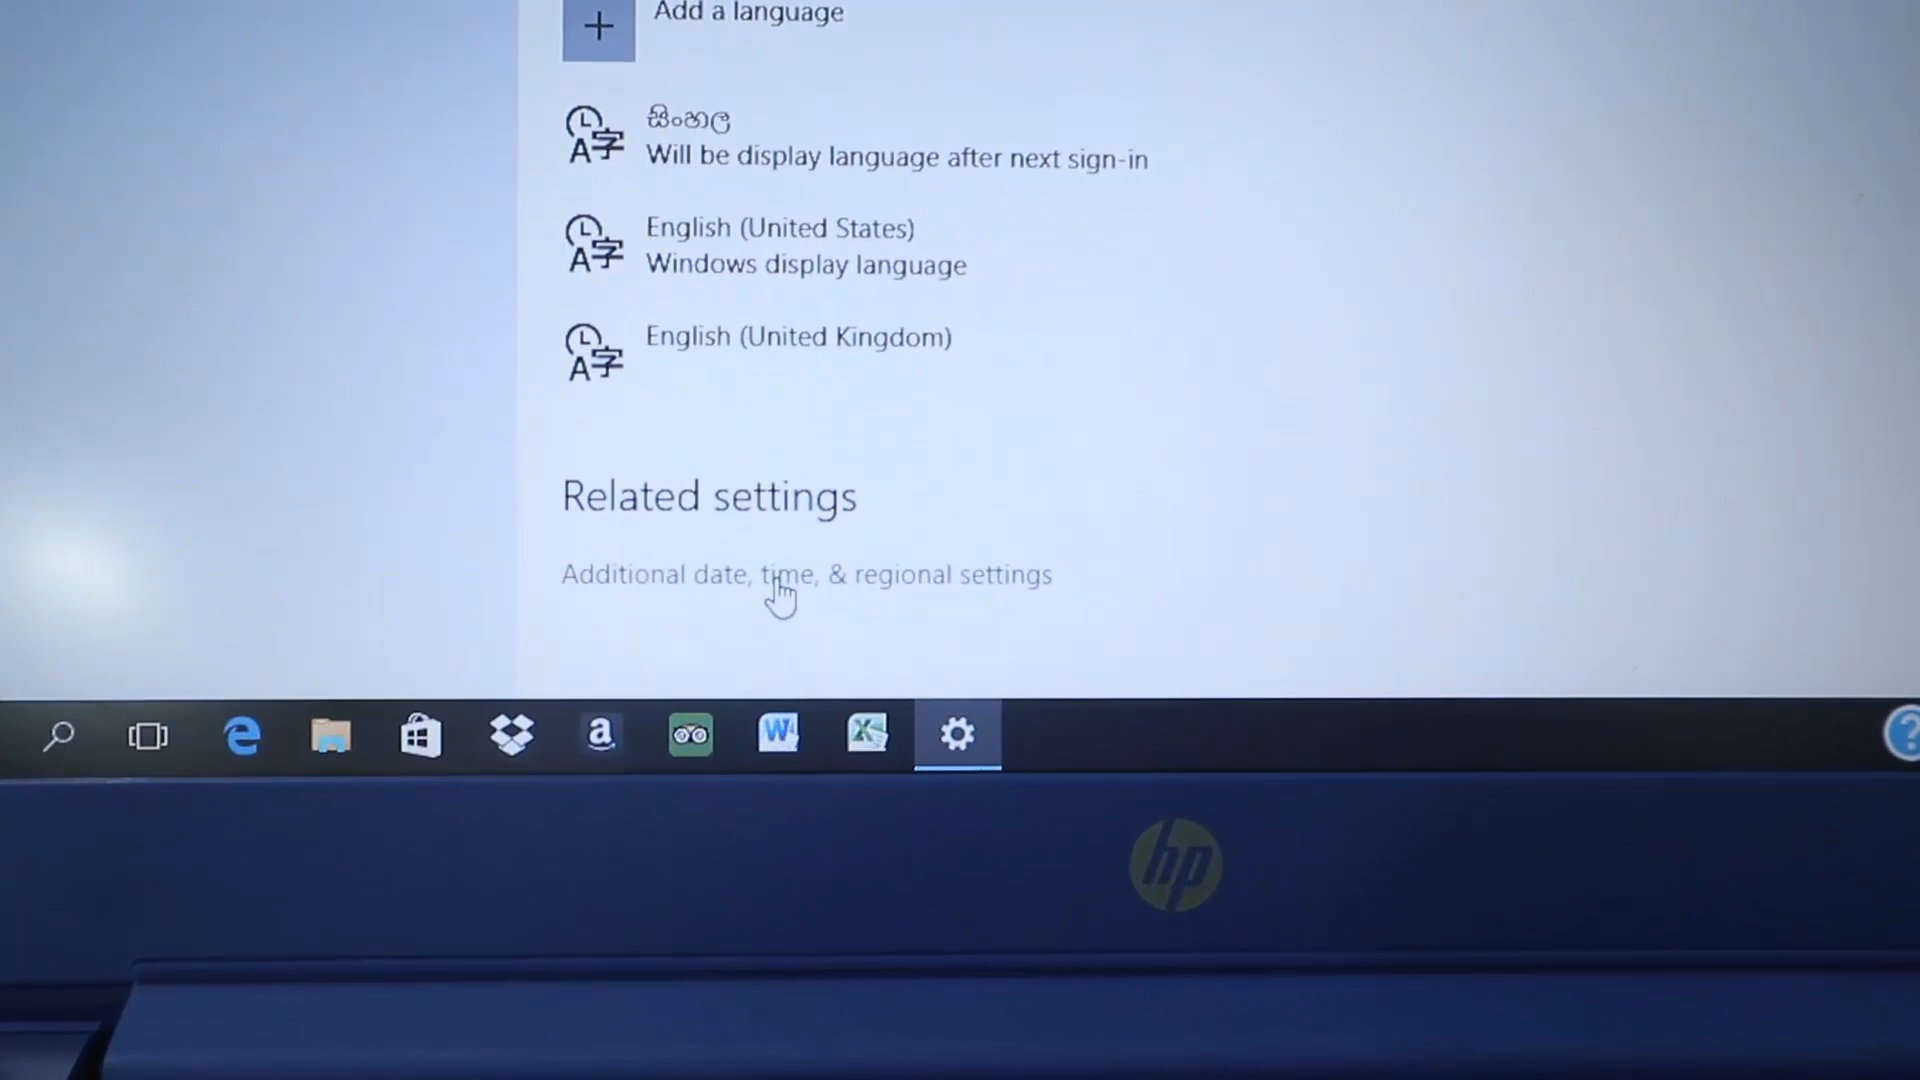 Add a language
සිංහල
Will be display language after next sign-in
English (United States)
Windows display language
English (United Kingdom)
Related settings
Additional date, time, & regional settings
hp